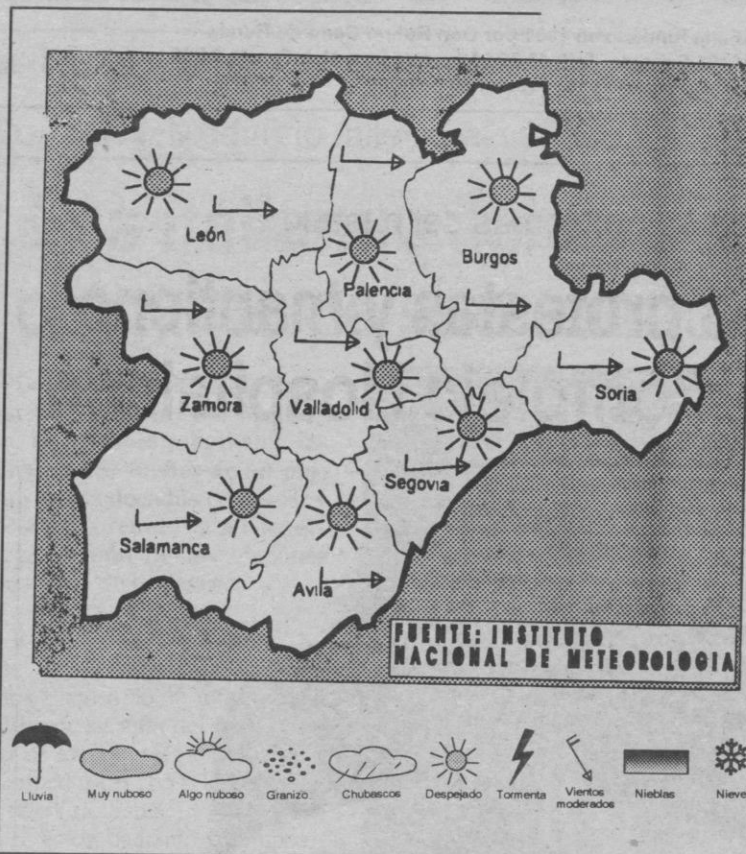 León
Burgos
Palencia
Zamora
Valladolid
Soria
Segovia
Salamanca
Avila
FUENTE: INSTITUTO
NACIONAL DE METEOROLOGIA
Lluvia
Muy nuboso
Algo nuboso
Granizo
Chubascos
Despejado
Tormenta
Vientos
moderados
Nieblas
Nieve